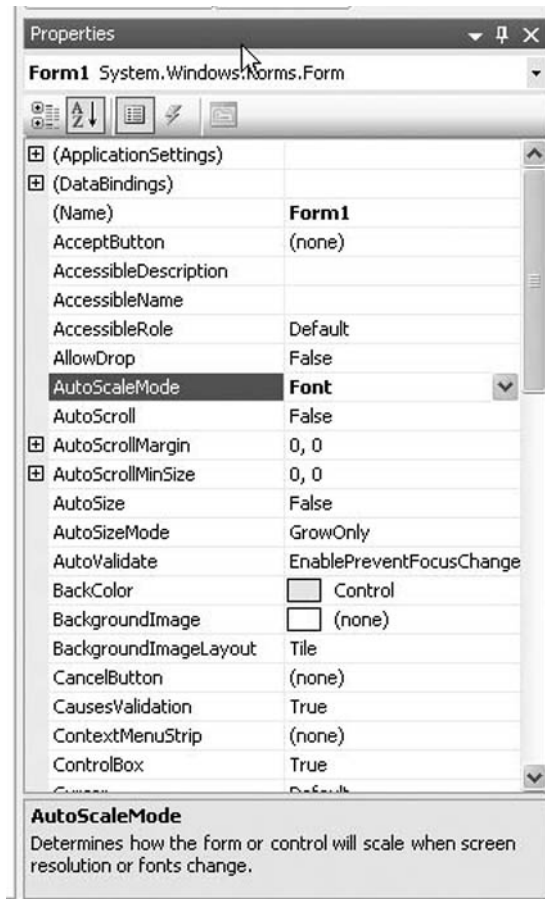 Properties
Form1 System.Windows.Forms.Form
A
Z
(ApplicationSettings)
(DataBindings)
(Name) Form1
AcceptButton (none)
AccessibleDescription
AccessibleName
AccessibleRole Default
AllowDrop False
AutoScaleMode Font
AutoScroll False
AutoScrollMargin 0, 0
AutoScrollMinSize 0, 0
AutoSize False
AutoSizeMode GrowOnly
AutoValidate EnablePreventFocusChange
BackColor Control
BackgroundImage (none)
BackgroundImageLayout Tile
CancelButton (none)
CausesValidation True
ContextMenuStrip (none)
ControlBox True
Cursor Default
AutoScaleMode
Determines how the form or control will scale when screen
resolution or fonts change.